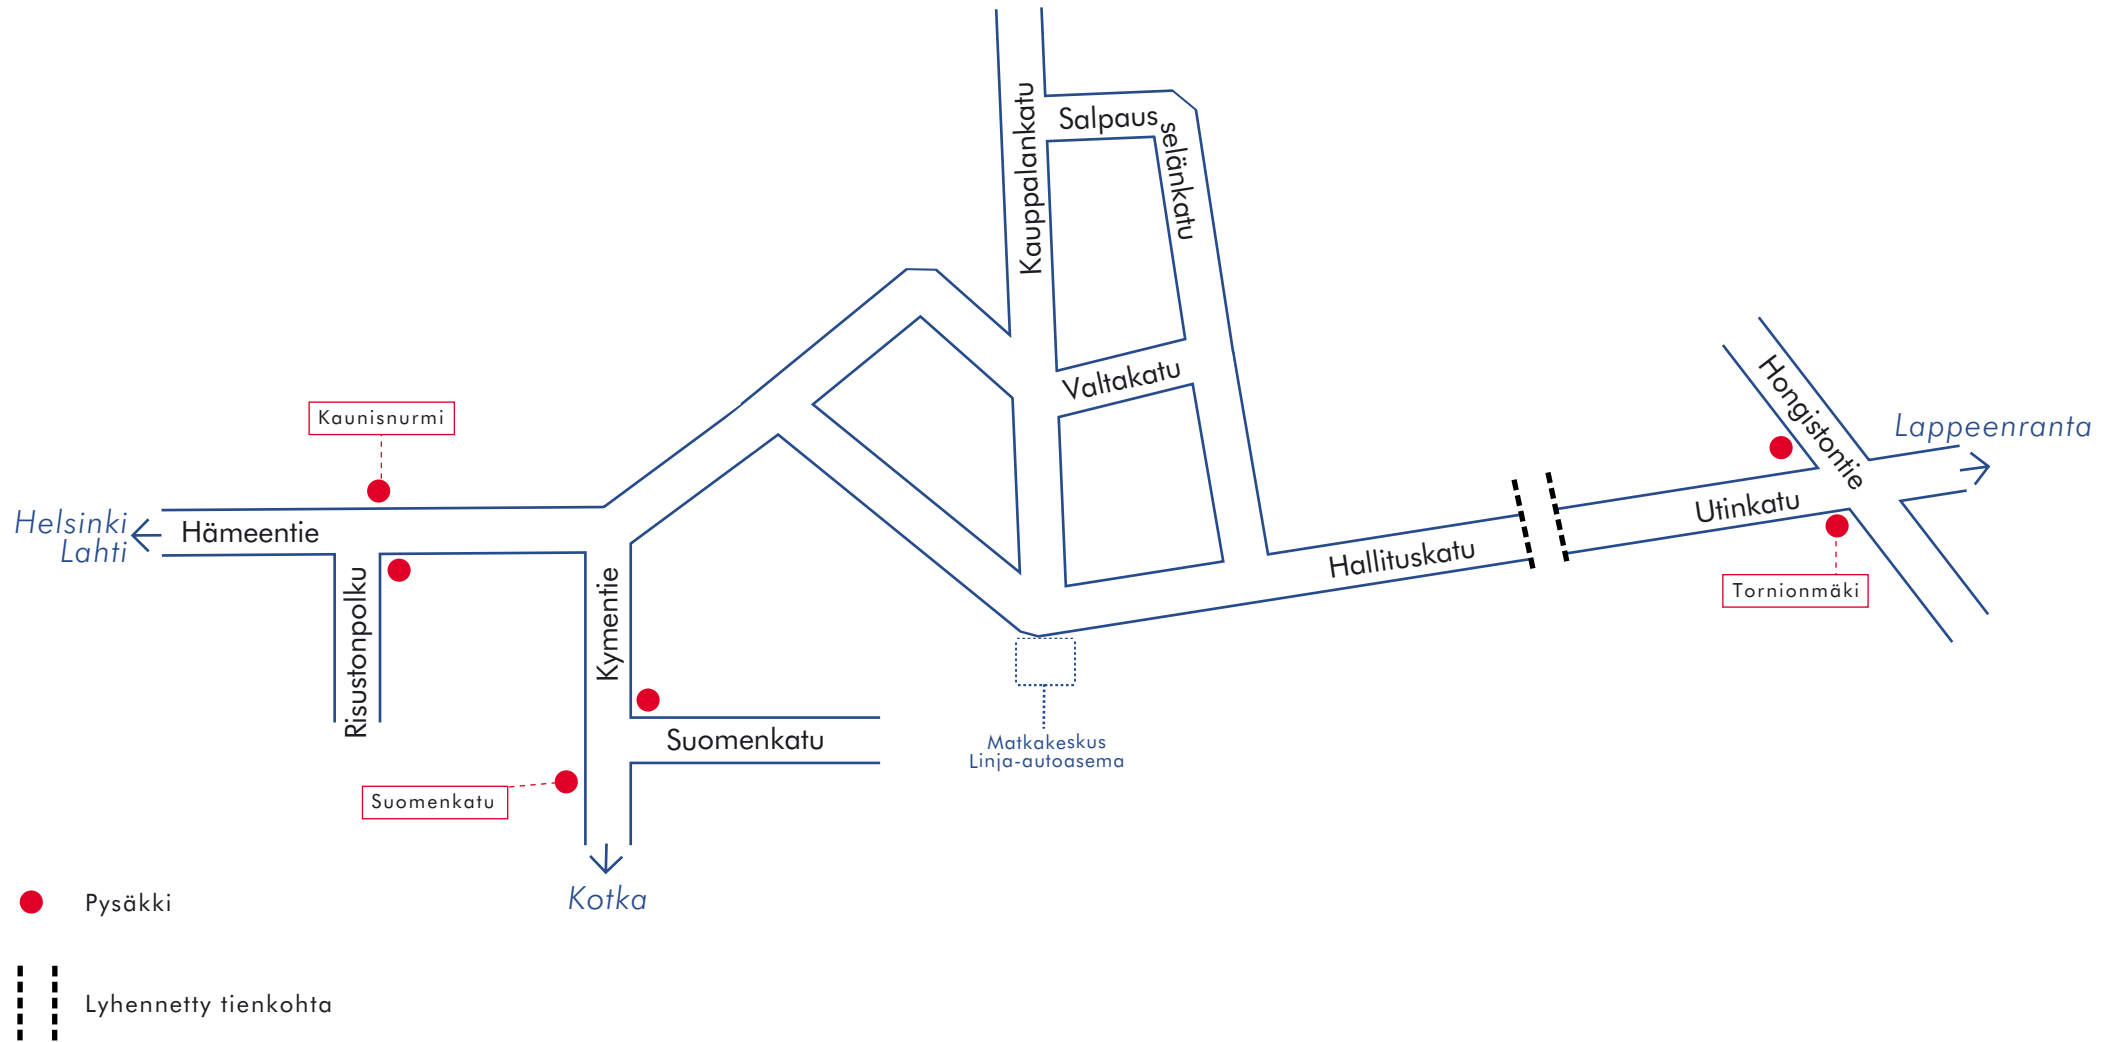 Kauppalankatu
Salpaus
selänkatu
Valtakatu
Hongistontie
Lappeenranta
Kaunisnurmi
Helsinki
Lahti
Hämeentie
Utinkatu
Hallituskatu
Tornionmäki
Risustonpolku
Kymentie
Suomenkatu
Matkakeskus
Linja-autoasema
Suomenkatu
Kotka
Pysäkki
Lyhennetty tienkohta